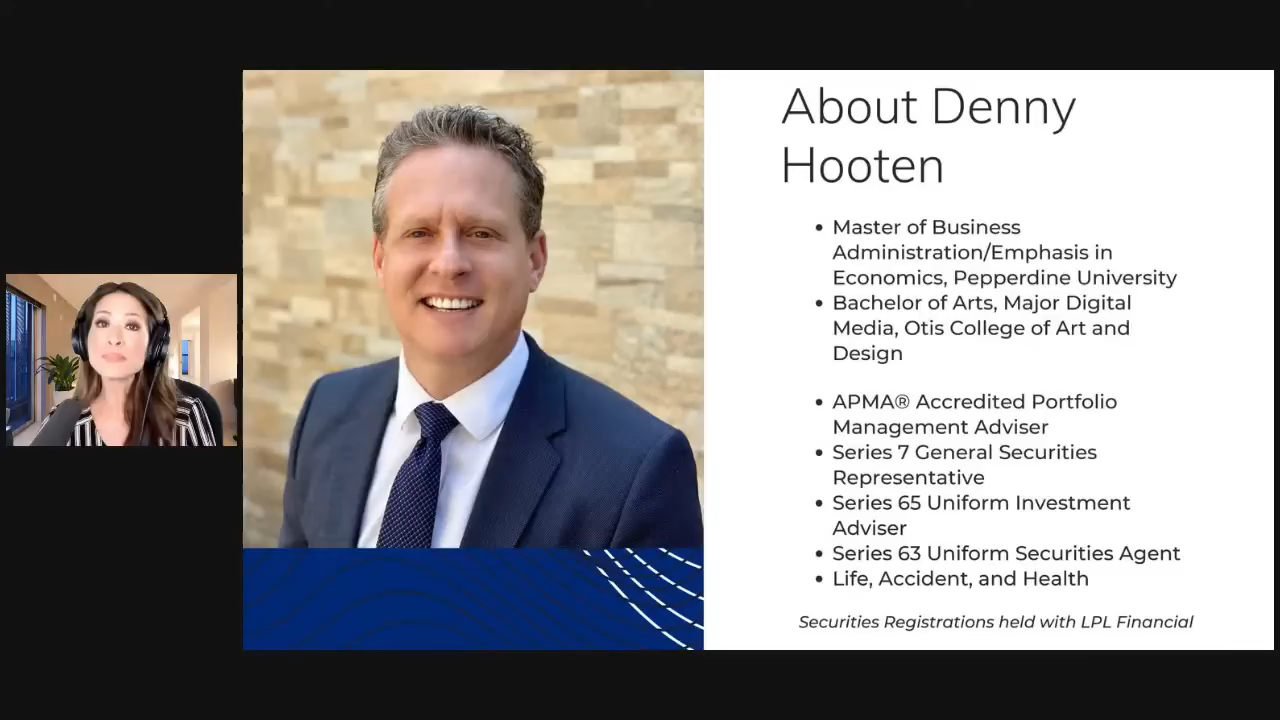 About Denny
Hooten
• Master of Business
Administration/Emphasis in
Economics, Pepperdine University
• Bachelor of Arts, Major Digital
Media, Otis College of Art and
Design
• APMA® Accredited Portfolio
Management Adviser
• Series 7 General Securities
Representative
• Series 65 Uniform Investment
Adviser
• Series 63 Uniform Securities Agent
• Life, Accident, and Health
Securities Registrations held with LPL Financial